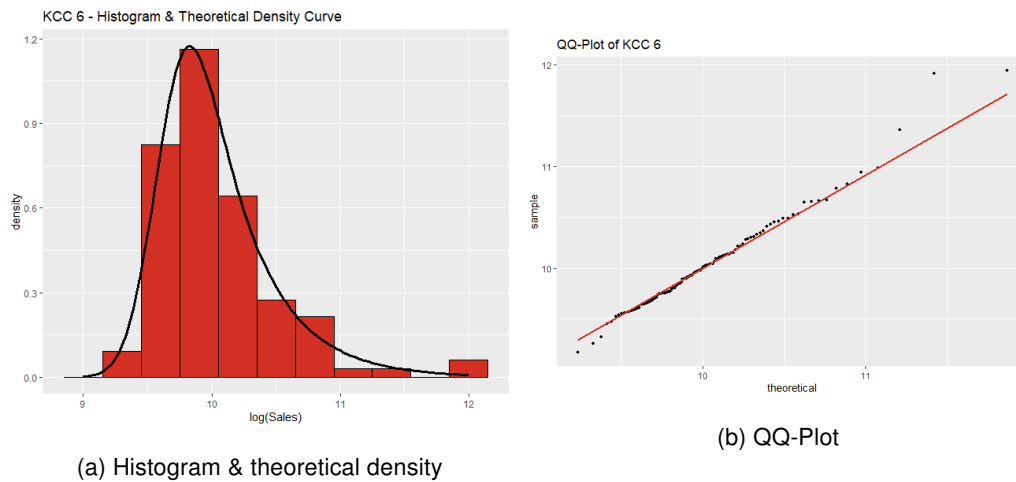 KCC 6 - Histogram & Theoretical Density Curve
1.2
0.9
0.6
0.3
0.0
density
9
10
11
12
log(Sales)
(a) Histogram & theoretical density
QQ-Plot of KCC 6
12
11
10
sample
10
11
theoretical
(b) QQ-Plot